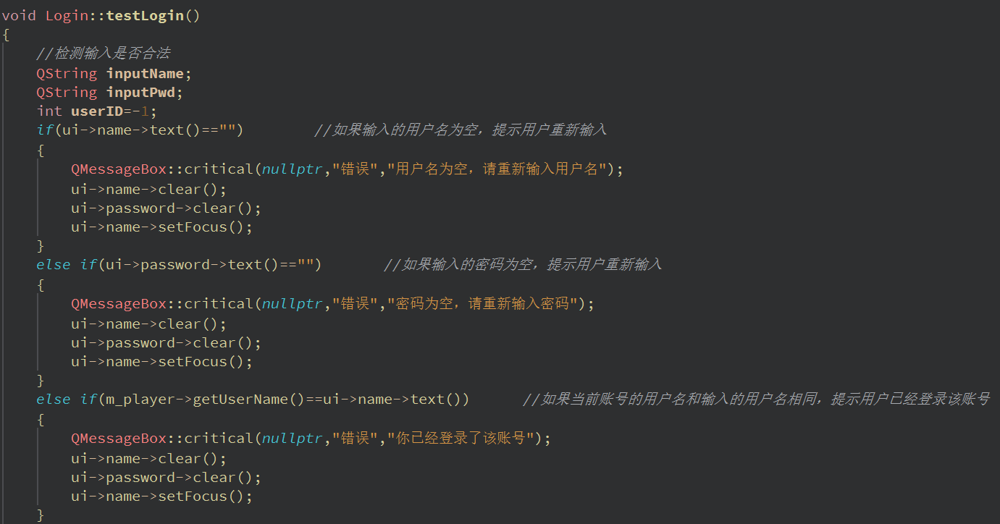 void Login::testLogin()
{
    //检测输入是否合法
    QString inputName;
    QString inputPwd;
    int userID=-1;
    if(ui->name->text()=="")        //如果输入的用户名为空，提示用户重新输入
    {
        QMessageBox::critical(nullptr,"错误","用户名为空，请重新输入用户名");
        ui->name->clear();
        ui->password->clear();
        ui->name->setFocus();
    }
    else if(ui->password->text()=="")       //如果输入的密码为空，提示用户重新输入
    {
        QMessageBox::critical(nullptr,"错误","密码为空，请重新输入密码");
        ui->name->clear();
        ui->password->clear();
        ui->name->setFocus();
    }
    else if(m_player->getUserName()==ui->name->text())      //如果当前账号的用户名和输入的用户名相同，提示用户已经登录该账号
    {
        QMessageBox::critical(nullptr,"错误","你已经登录了该账号");
        ui->name->clear();
        ui->password->clear();
        ui->name->setFocus();
    }